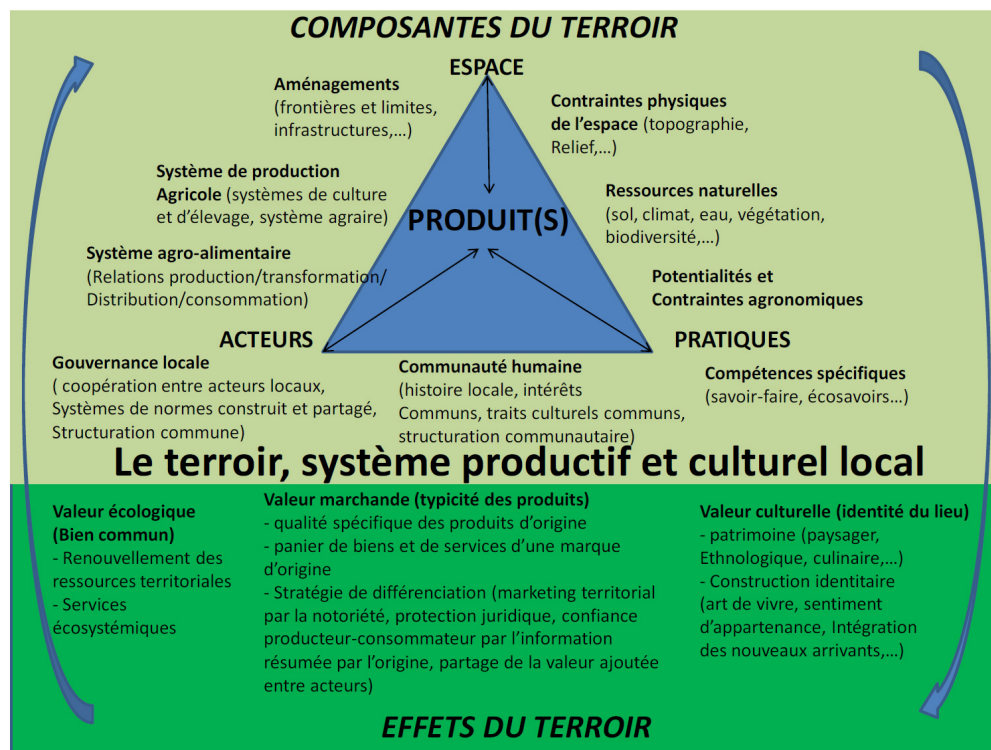 COMPOSANTES DU TERROIR
ESPACE
Aménagements
(frontières et limites,
infrastructures,…)
Contraintes physiques
de l’espace (topographie,
Relief,…)
Système de production
Agricole (systèmes de culture
et d’élevage, système agraire)
Ressources naturelles
(sol, climat, eau, végétation,
biodiversité,…)
PRODUIT(S)
Système agro-alimentaire
(Relations production/transformation/
Distribution/consommation)
Potentialités et
Contraintes agronomiques
ACTEURS
PRATIQUES
Gouvernance locale
( coopération entre acteurs locaux,
Systèmes de normes construit et partagé,
Structuration commune)
Communauté humaine
(histoire locale, intérêts
Communs, traits culturels communs,
structuration communautaire)
Compétences spécifiques
(savoir-faire, écosavoirs…)
Le terroir, système productif et culturel local
Valeur écologique
(Bien commun)
- Renouvellement des
ressources territoriales
- Services
écosystémiques
Valeur marchande (typicité des produits)
- qualité spécifique des produits d’origine
- panier de biens et de services d’une marque
d’origine
- Stratégie de différenciation (marketing territorial
par la notoriété, protection juridique, confiance
producteur-consommateur par l’information
résumée par l’origine, partage de la valeur ajoutée
entre acteurs)
Valeur culturelle (identité du lieu)
- patrimoine (paysager,
Ethnologique, culinaire,…)
- Construction identitaire
(art de vivre, sentiment
d’appartenance, Intégration
des nouveaux arrivants,…)
EFFETS DU TERROIR